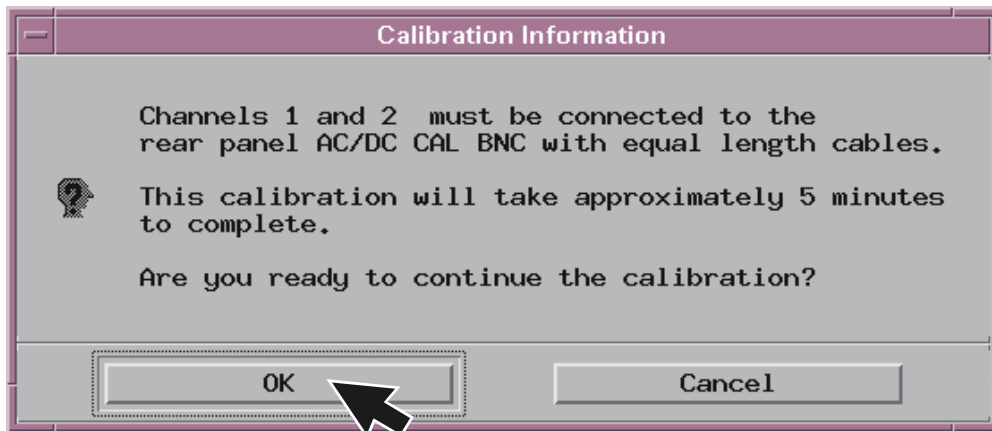 Calibration Information
Channels 1 and 2  must be connected to the
rear panel AC/DC CAL BNC with equal length cables.
This calibration will take approximately 5 minutes
to complete.
Are you ready to continue the calibration?
OK
Cancel